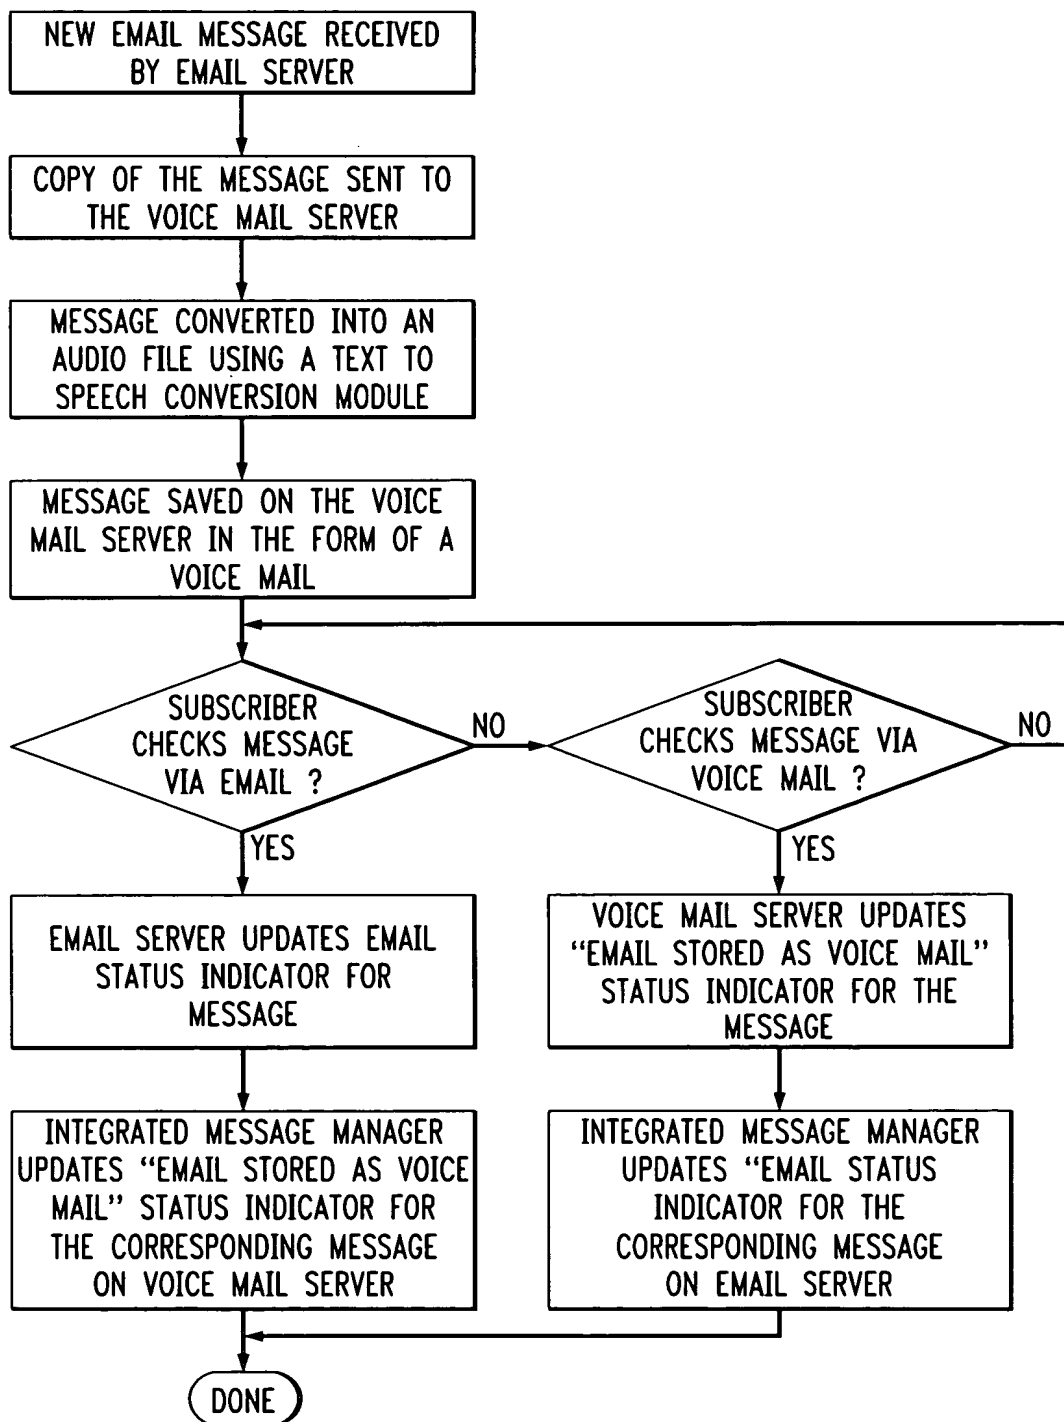 NEW EMAIL MESSAGE RECEIVED
BY EMAIL SERVER
COPY OF THE MESSAGE SENT TO
THE VOICE MAIL SERVER
MESSAGE CONVERTED INTO AN
AUDIO FILE USING A TEXT TO
SPEECH CONVERSION MODULE
MESSAGE SAVED ON THE VOICE
MAIL SERVER IN THE FORM OF A
VOICE MAIL
SUBSCRIBER
CHECKS MESSAGE
VIA EMAIL ?
NO
SUBSCRIBER
CHECKS MESSAGE VIA
VOICE MAIL ?
NO
YES
YES
EMAIL SERVER UPDATES EMAIL
STATUS INDICATOR FOR
MESSAGE
VOICE MAIL SERVER UPDATES
“EMAIL STORED AS VOICE MAIL”
STATUS INDICATOR FOR THE
MESSAGE
INTEGRATED MESSAGE MANAGER
UPDATES “EMAIL STORED AS VOICE
MAIL” STATUS INDICATOR FOR
THE CORRESPONDING MESSAGE
ON VOICE MAIL SERVER
INTEGRATED MESSAGE MANAGER
UPDATES “EMAIL STATUS
INDICATOR FOR THE
CORRESPONDING MESSAGE
ON EMAIL SERVER
DONE